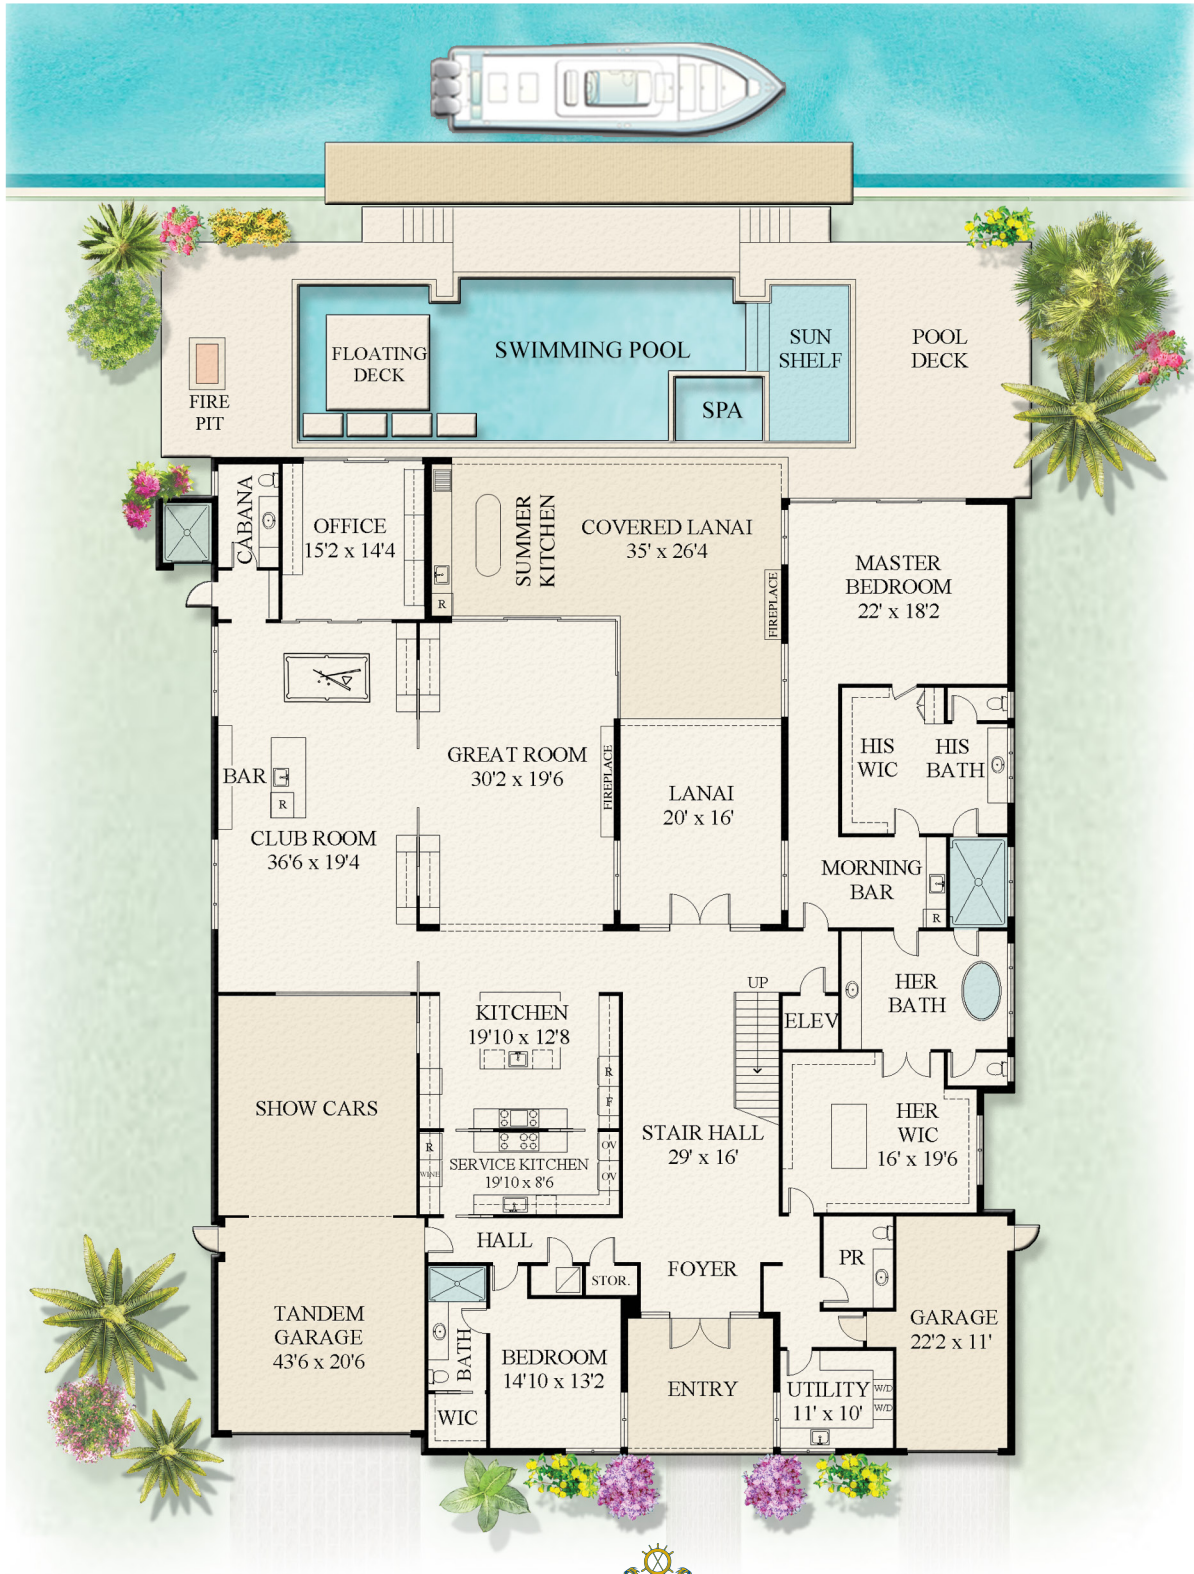 FLOATING
DECK
SWIMMING POOL
SUN
SHELF
POOL
DECK
FIRE
PIT
SPA
CABANA
OFFICE
15'2 x 14'4
SUMMER
KITCHEN
R
COVERED LANAI
35' x 26'4
FIREPLACE
MASTER
BEDROOM
22' x 18'2
BAR
R
CLUB ROOM
36'6 x 19'4
GREAT ROOM
30'2 x 19'6
FIREPLACE
LANAI
20' x 16'
HIS
WIC
HIS
BATH
MORNING
BAR
R
HER
BATH
UP
ELEV
KITCHEN
19'10 x 12'8
R
F
SHOW CARS
R
WINE
SERVICE KITCHEN
19'10 x 8'6
OV
OV
STAIR HALL
29' x 16'
HER
WIC
16' x 19'6
HALL
STOR.
FOYER
PR
TANDEM
GARAGE
43'6 x 20'6
BATH
WIC
BEDROOM
14'10 x 13'2
ENTRY
UTILITY
11' x 10'
W/D
W/D
GARAGE
22'2 x 11'